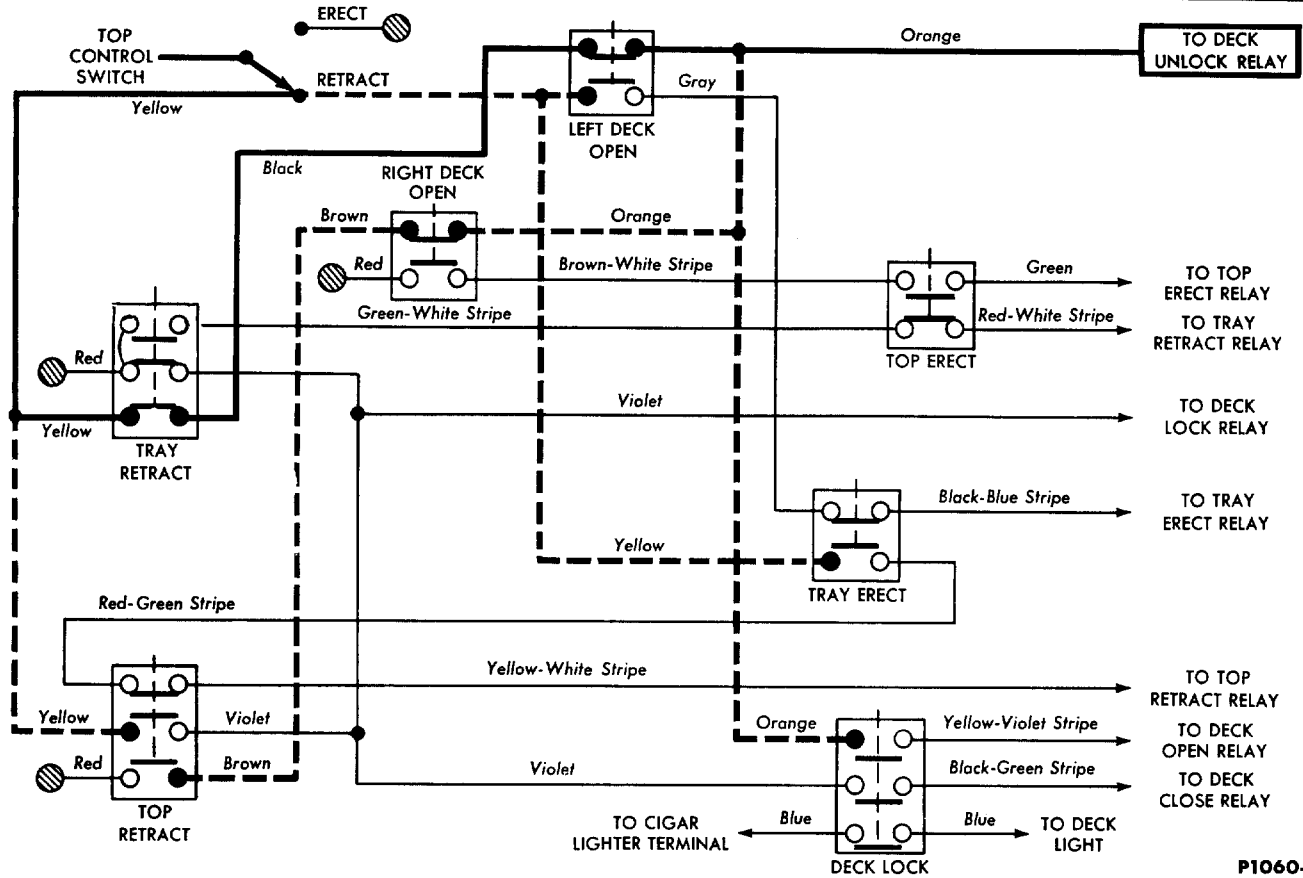 ERECT
TOP
CONTROL
SWITCH
RETRACT
Yellow
Orange
TO DECK
UNLOCK RELAY
Gray
LEFT DECK
OPEN
Black
RIGHT DECK
OPEN
Brown
Orange
Red
Brown-White Stripe
Green
TO TOP
ERECT RELAY
Green-White Stripe
Red-White Stripe
TO TRAY
RETRACT RELAY
TOP ERECT
Red
Violet
TO DECK
LOCK RELAY
Yellow
TRAY
RETRACT
Black-Blue Stripe
TO TRAY
ERECT RELAY
Yellow
TRAY ERECT
Red-Green Stripe
Yellow-White Stripe
TO TOP
RETRACT RELAY
Yellow
Violet
Orange
Yellow-Violet Stripe
TO DECK
OPEN RELAY
Red
Brown
Violet
Black-Green Stripe
TO DECK
CLOSE RELAY
TOP
RETRACT
TO CIGAR
LIGHTER TERMINAL
Blue
Blue
TO DECK
LIGHT
DECK LOCK
P1060-